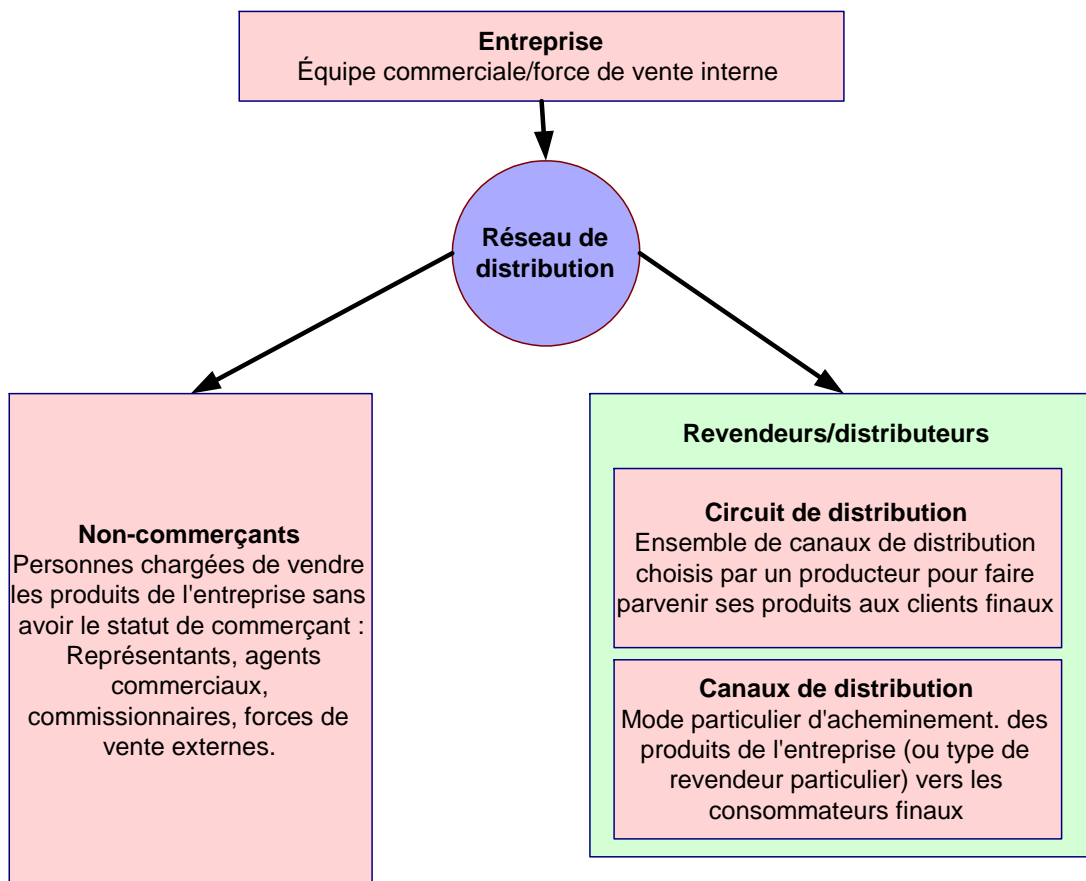 Entreprise
Équipe commerciale/force de vente interne
Réseau de
distribution
Non-commerçants
Personnes chargées de vendre
les produits de l'entreprise sans
avoir le statut de commerçant :
Représentants, agents
commerciaux,
commissionnaires, forces de
vente externes.
Revendeurs/distributeurs
Circuit de distribution
Ensemble de canaux de distribution
choisis par un producteur pour faire
parvenir ses produits aux clients finaux
Canaux de distribution
Mode particulier d'acheminement. des
produits de l'entreprise (ou type de
revendeur particulier) vers les
consommateurs finaux